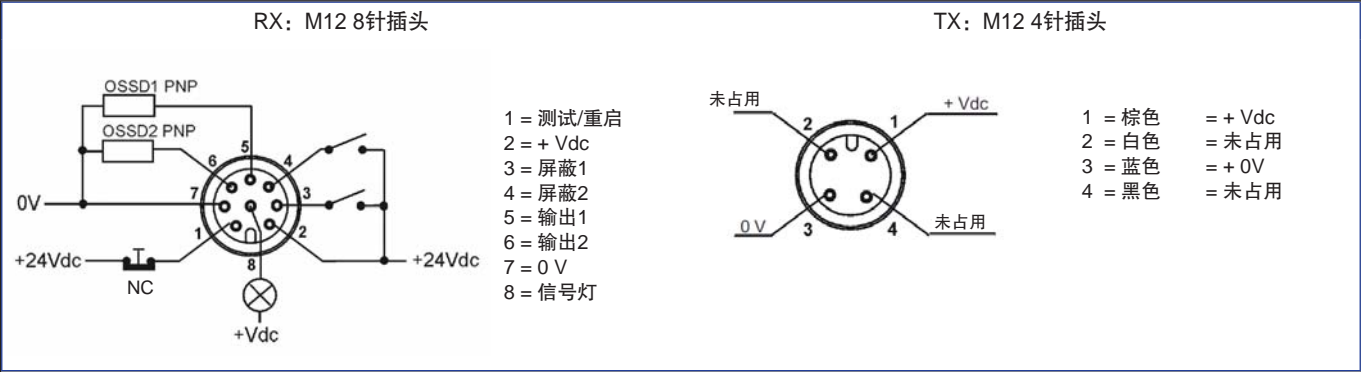 RX：M12 8针插头
OSSD1 PNP
OSSD2 PNP
5
6
4
7
3
0V
1
2
+24Vdc
NC
8
+24Vdc
+Vdc
1 = 测试/重启
2 = + Vdc
3 = 屏蔽1
4 = 屏蔽2
5 = 输出1
6 = 输出2
7 = 0 V
8 = 信号灯
TX：M12 4针插头
未占用
+ Vdc
2
1
0 V
3
4
未占用
1 = 棕色 = + Vdc
2 = 白色 = 未占用
3 = 蓝色 = + 0V
4 = 黑色 = 未占用